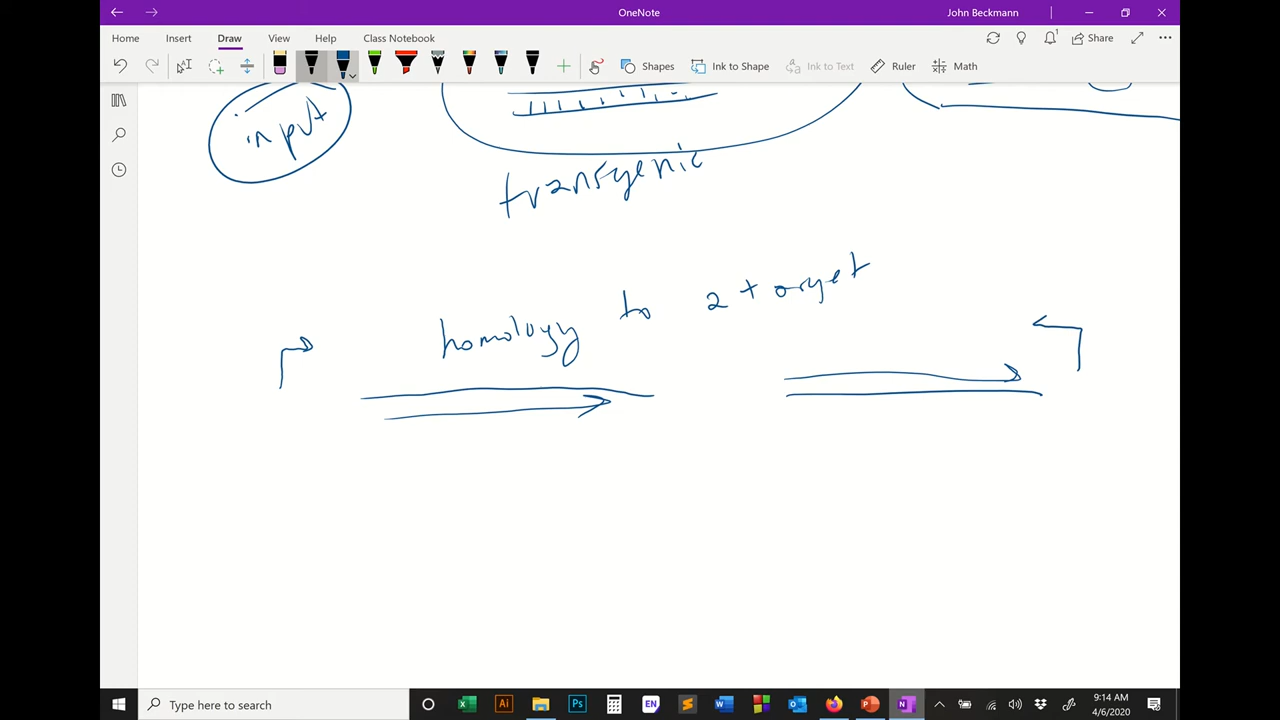 OneNote
John Beckmann
Home Insert Draw View Help Class Notebook
Share
Shapes Ink to Shape Ink to Text Ruler Math
input
transgenic
homology to 2 target
Type here to search
9:14 AM
4/6/2020